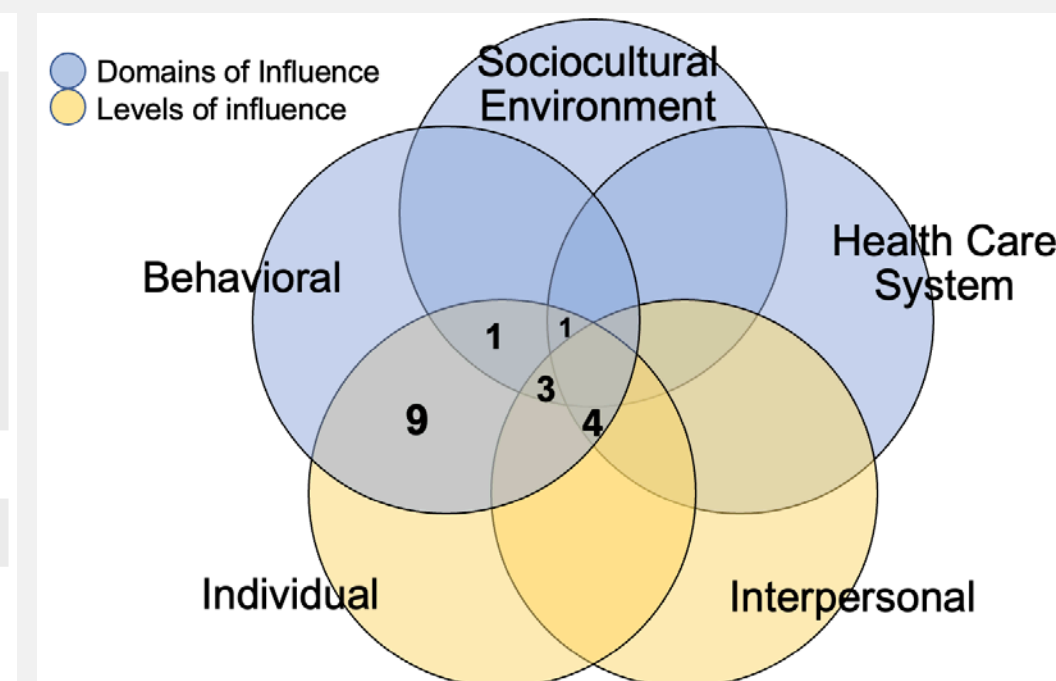 Domains of Influence
Levels of influence
Sociocultural
Environment
Health Care
System
Behavioral
1
1
3
9
4
Individual
Interpersonal